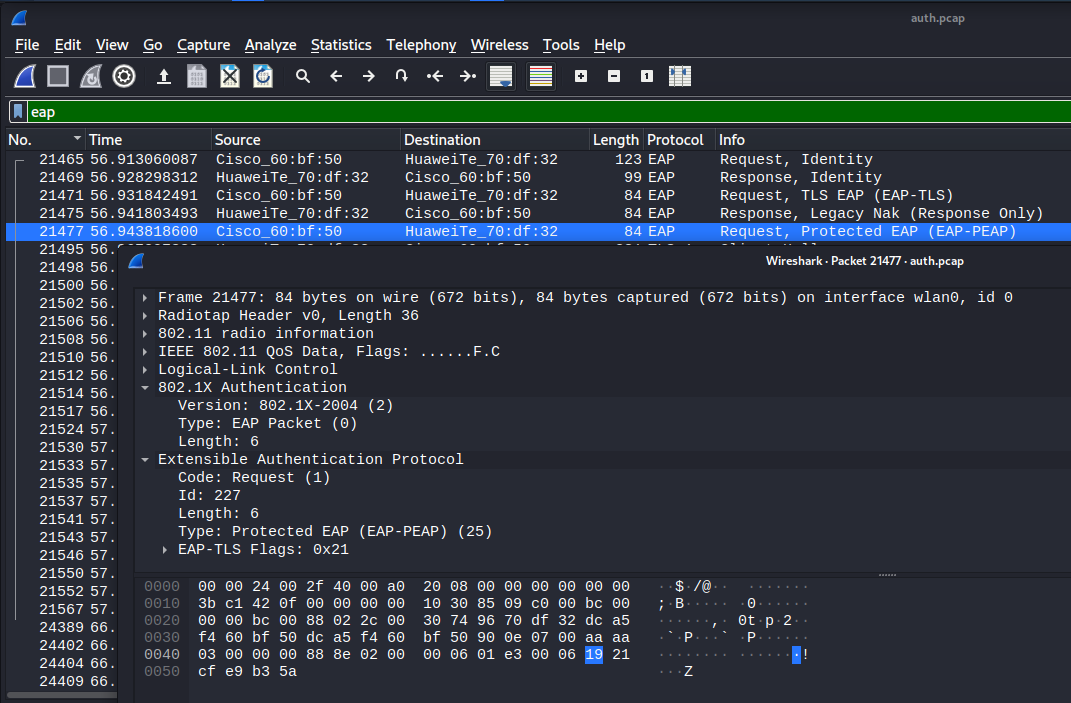 auth.pcap
File Edit View Go Capture Analyze Statistics Telephony Wireless Tools Help
eap
No. Time Source Destination Length Protocol Info
21465 56.913060087 Cisco_60:bf:50 HuaweiTe_70:df:32 123 EAP Request, Identity
21469 56.928298312 HuaweiTe_70:df:32 Cisco_60:bf:50 99 EAP Response, Identity
21471 56.931842491 Cisco_60:bf:50 HuaweiTe_70:df:32 84 EAP Request, TLS EAP (EAP-TLS)
21475 56.941803493 HuaweiTe_70:df:32 Cisco_60:bf:50 84 EAP Response, Legacy Nak (Response Only)
21477 56.943818600 Cisco_60:bf:50 HuaweiTe_70:df:32 84 EAP Request, Protected EAP (EAP-PEAP)
21495 56.
21498 56.
21500 56.
21502 56.
21506 56.
21508 56.
21510 56.
21512 56.
21514 56.
21517 56.
21524 57.
21530 57.
21533 57.
21535 57.
21537 57.
21541 57.
21543 57.
21546 57.
21550 57.
21552 57.
21567 57.
24389 66.
24402 66.
24404 66.
24409 66.
Wireshark · Packet 21477 · auth.pcap
Frame 21477: 84 bytes on wire (672 bits), 84 bytes captured (672 bits) on interface wlan0, id 0
Radiotap Header v0, Length 36
802.11 radio information
IEEE 802.11 QoS Data, Flags: ......F.C
Logical-Link Control
802.1X Authentication
Version: 802.1X-2004 (2)
Type: EAP Packet (0)
Length: 6
Extensible Authentication Protocol
Code: Request (1)
Id: 227
Length: 6
Type: Protected EAP (EAP-PEAP) (25)
EAP-TLS Flags: 0x21
0000 00 00 24 00 2f 40 00 a0 20 08 00 00 00 00 00 00 ··$·/@·· ·······
0010 3b c1 42 0f 00 00 00 00 10 30 85 09 c0 00 bc 00 ;·B····· ·0······
0020 00 00 bc 00 88 02 2c 00 30 74 96 70 df 32 dc a5 ······,· 0t·p·2··
0030 f4 60 bf 50 dc a5 f4 60 bf 50 90 0e 07 00 aa aa ·`·P···` ·P······
0040 03 00 00 00 88 8e 02 00 00 06 01 e3 00 06 19 21 ········ ·······!
0050 cf e9 b3 5a ···Z